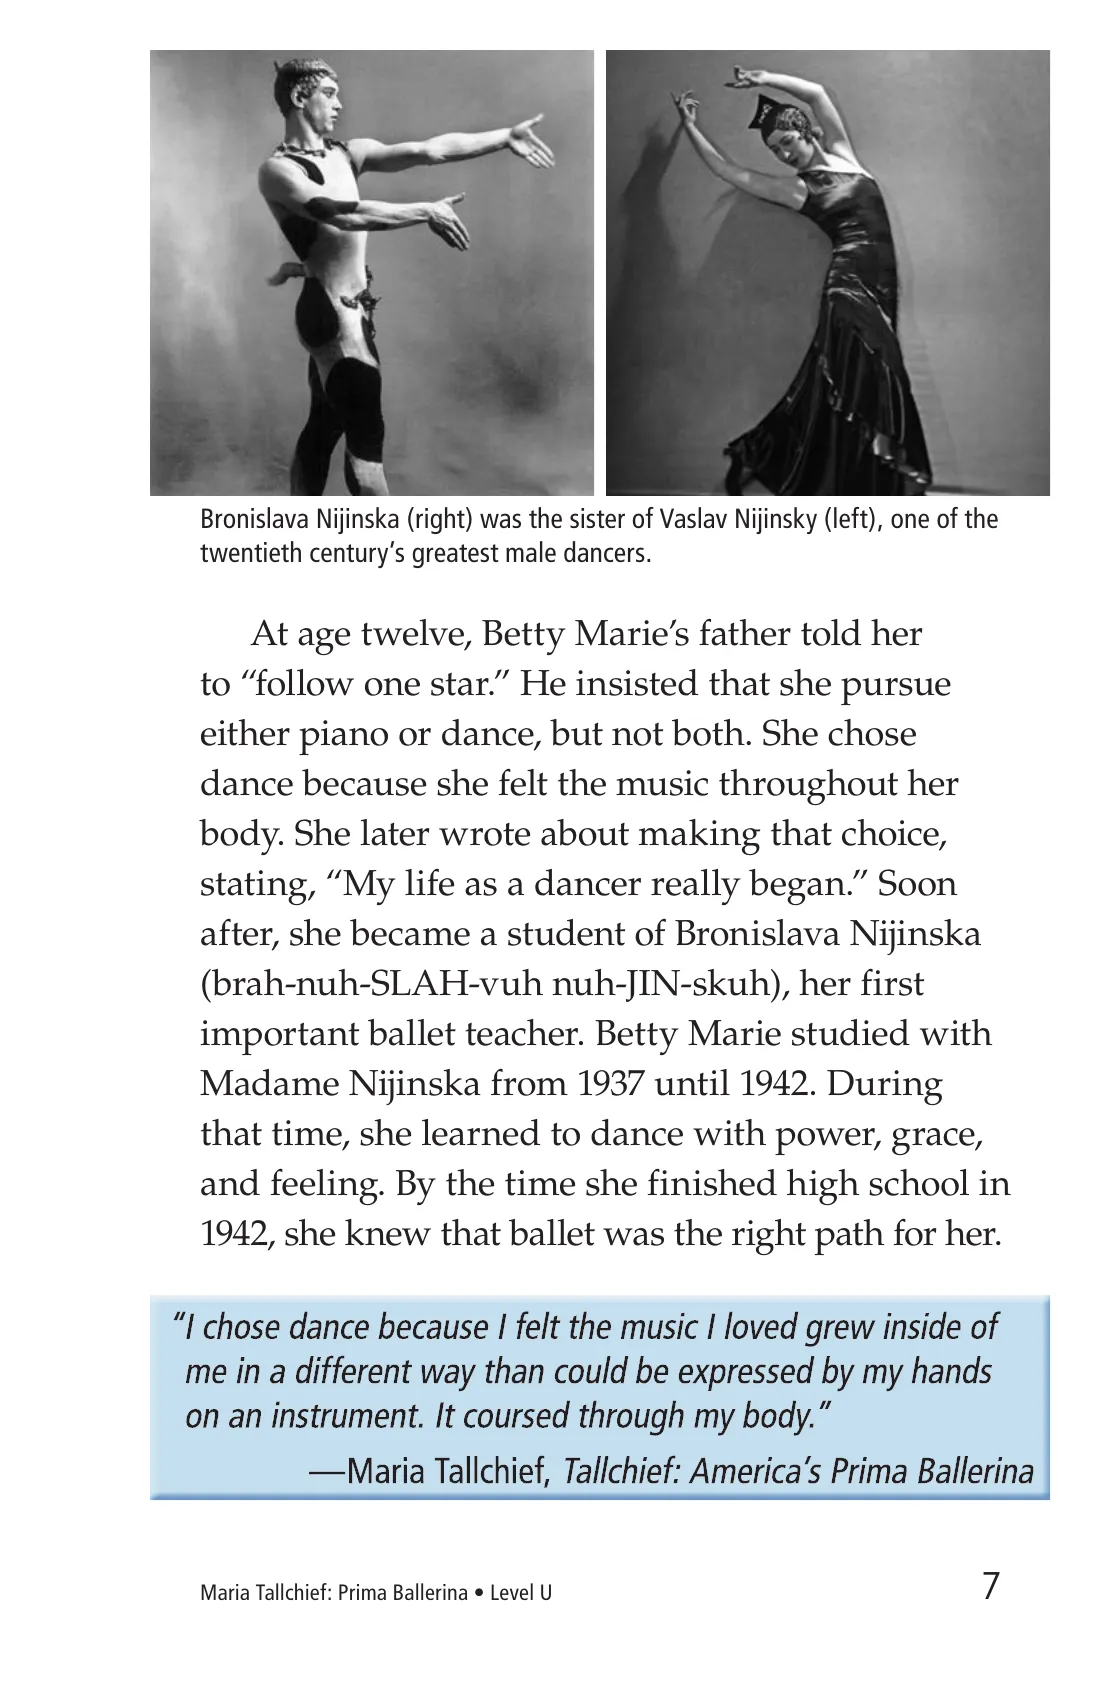 Bronislava Nijinska (right) was the sister of Vaslav Nijinsky (left), one of the
twentieth century’s greatest male dancers.
At age twelve, Betty Marie’s father told her
to “follow one star.” He insisted that she pursue
either piano or dance, but not both. She chose
dance because she felt the music throughout her
body. She later wrote about making that choice,
stating, “My life as a dancer really began.” Soon
after, she became a student of Bronislava Nijinska
(brah-nuh-SLAH-vuh nuh-JIN-skuh), her first
important ballet teacher. Betty Marie studied with
Madame Nijinska from 1937 until 1942. During
that time, she learned to dance with power, grace,
and feeling. By the time she finished high school in
1942, she knew that ballet was the right path for her.
“I chose dance because I felt the music I loved grew inside of
me in a different way than could be expressed by my hands
on an instrument. It coursed through my body.”
—Maria Tallchief, Tallchief: America’s Prima Ballerina
Maria Tallchief: Prima Ballerina • Level U
7